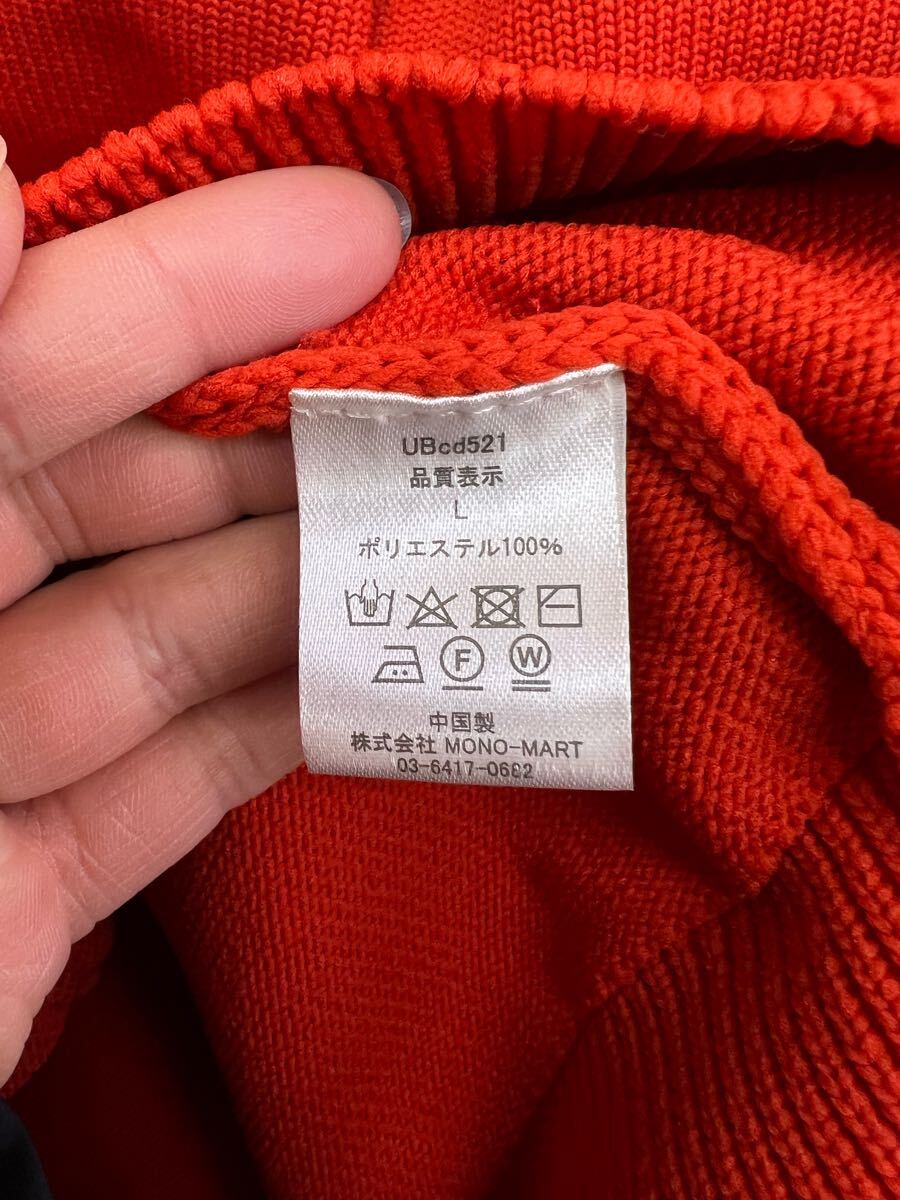 UBcd521
品質表示
L
ポリエステル100%
F W
中国製
株式会社 MONO-MART
03-6417-0682